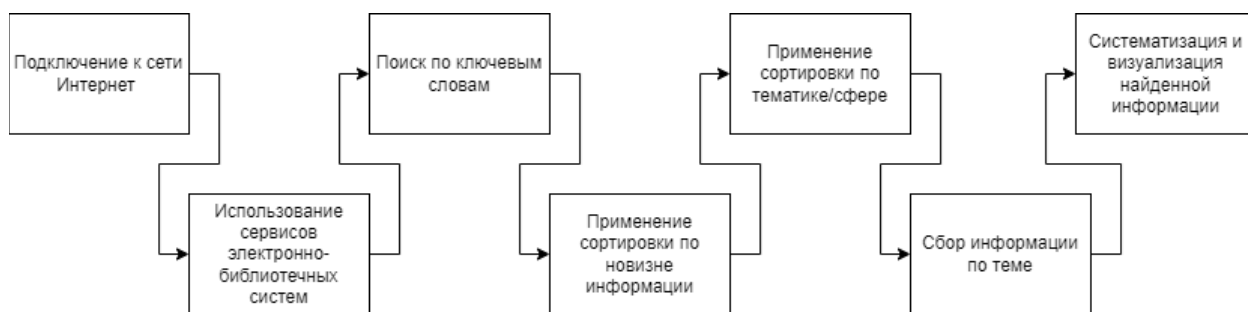 Подключение к сети
Интернет
Использование
сервисов
электронно-
библиотечных
систем
Поиск по ключевым
словам
Применение
сортировки по
новизне
информации
Применение
сортировки по
тематике/сфере
Сбор информации
по теме
Систематизация и
визуализация
найденной
информации